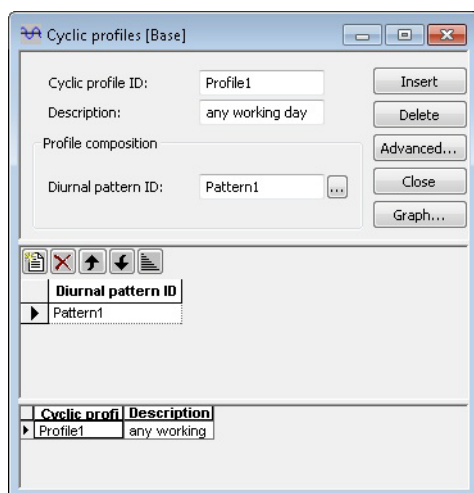 Cyclic profiles [Base]
Cyclic profile ID: Profile1 Insert
Description: any working day Delete
Profile composition Advanced...
Diurnal pattern ID: Pattern1 ... Close
Graph...
Diurnal pattern ID
Pattern1
Cyclic profi Description
Profile1 any working